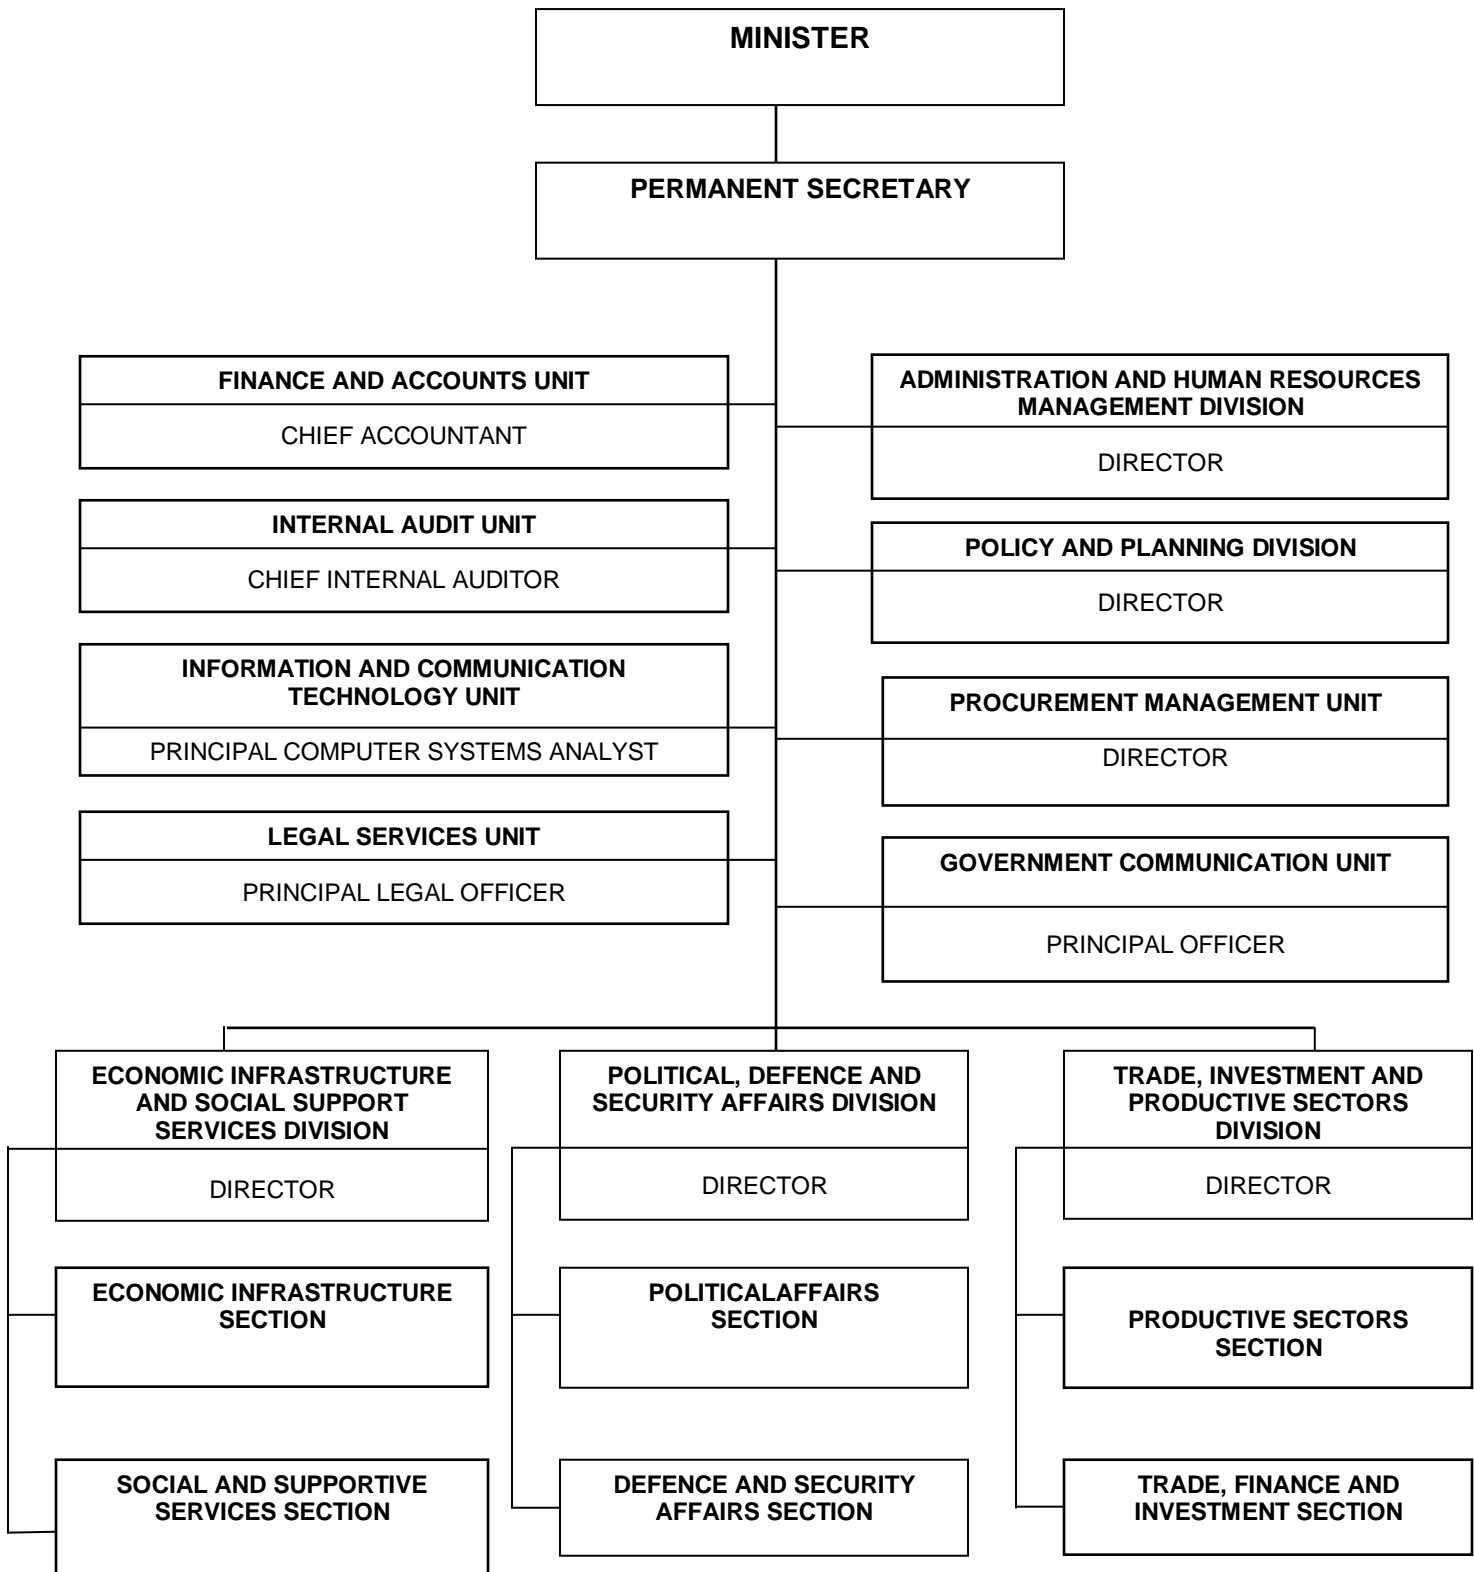 MINISTER
PERMANENT SECRETARY
FINANCE AND ACCOUNTS UNIT
CHIEF ACCOUNTANT
ADMINISTRATION AND HUMAN RESOURCES
MANAGEMENT DIVISION
DIRECTOR
INTERNAL AUDIT UNIT
CHIEF INTERNAL AUDITOR
POLICY AND PLANNING DIVISION
DIRECTOR
INFORMATION AND COMMUNICATION
TECHNOLOGY UNIT
PRINCIPAL COMPUTER SYSTEMS ANALYST
PROCUREMENT MANAGEMENT UNIT
DIRECTOR
LEGAL SERVICES UNIT
PRINCIPAL LEGAL OFFICER
GOVERNMENT COMMUNICATION UNIT
PRINCIPAL OFFICER
ECONOMIC INFRASTRUCTURE
AND SOCIAL SUPPORT
SERVICES DIVISION
DIRECTOR
POLITICAL, DEFENCE AND
SECURITY AFFAIRS DIVISION
DIRECTOR
TRADE, INVESTMENT AND
PRODUCTIVE SECTORS
DIVISION
DIRECTOR
ECONOMIC INFRASTRUCTURE
SECTION
POLITICALAFFAIRS
SECTION
PRODUCTIVE SECTORS
SECTION
SOCIAL AND SUPPORTIVE
SERVICES SECTION
DEFENCE AND SECURITY
AFFAIRS SECTION
TRADE, FINANCE AND
INVESTMENT SECTION